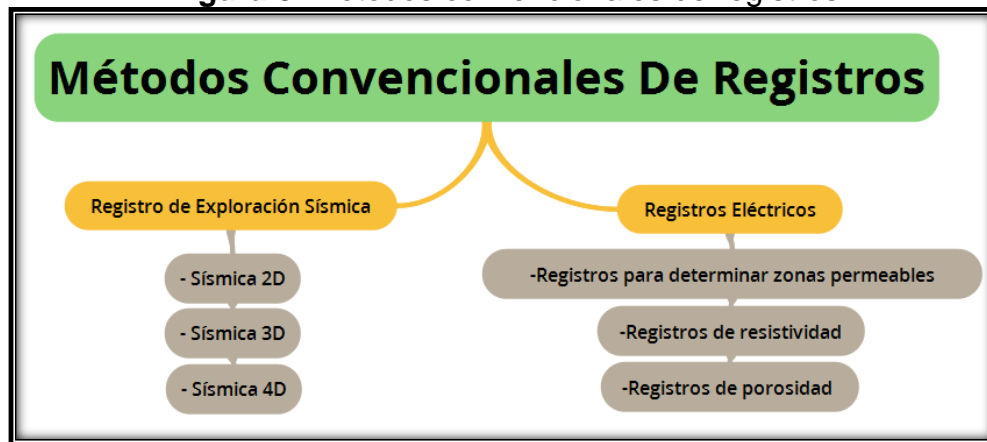 Métodos Convencionales De Registros
Registro de Exploración Sísmica
- Sísmica 2D
- Sísmica 3D
- Sísmica 4D
Registros Eléctricos
-Registros para determinar zonas permeables
-Registros de resistividad
-Registros de porosidad